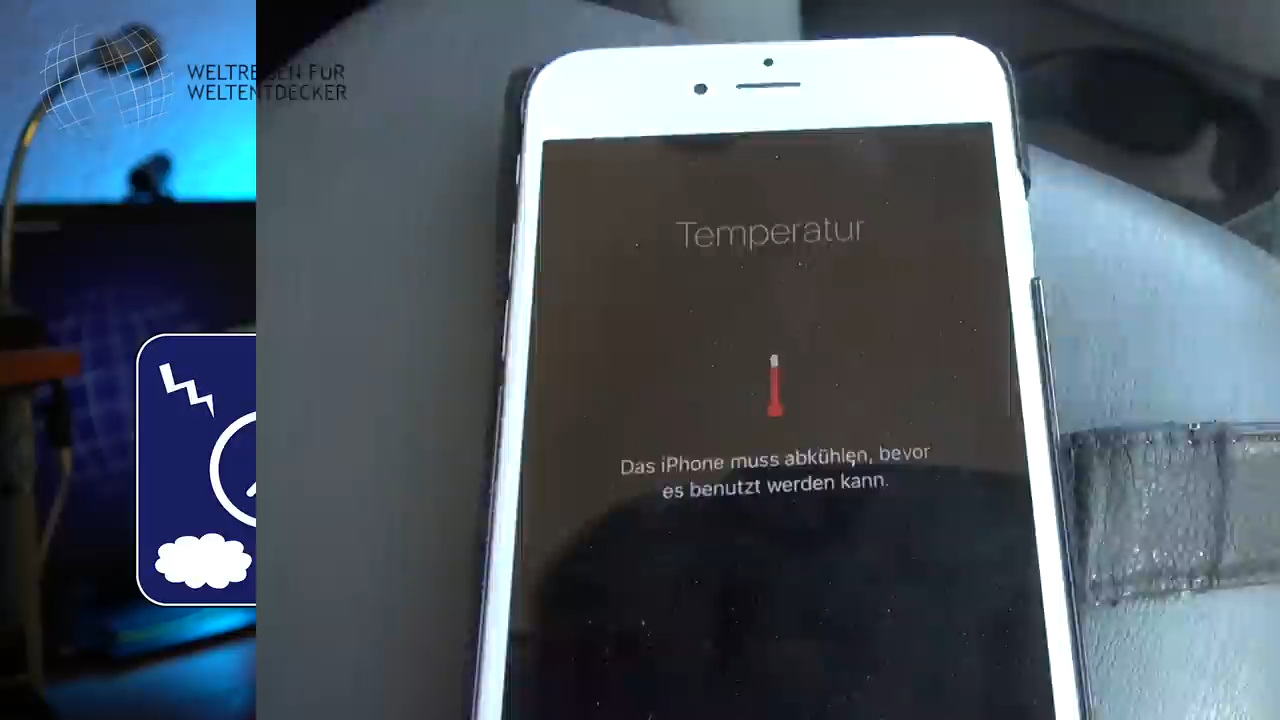 WELTREISEN FÜR
WELTENTDECKER
Temperatur
Das iPhone muss abkühlen, bevor
es benutzt werden kann.